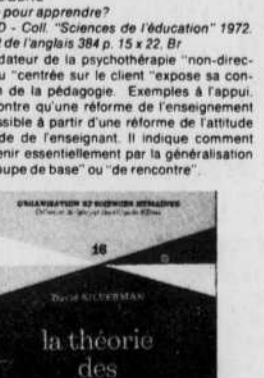 pour apprendre?
D - Coll. "Sciences de l'éducation" 1972.
de l'anglais 384 p. 15 x 22, Br
dateur de la psychothérapie "non-direc-
u "centrée sur le client "expose sa con-
n de la pédagogie. Exemples à l'appui.
ontre qu'une réforme de l'enseignement
ssible à partir d'une réforme de l'attitude
de de l'enseignant. Il indique comment
enir essentiellement par la généralisation
oupe de base" ou "de rencontre".
ORGANISATION ET SCIENCES HUMAINES
16
David SILVERMAN
la théorie
des